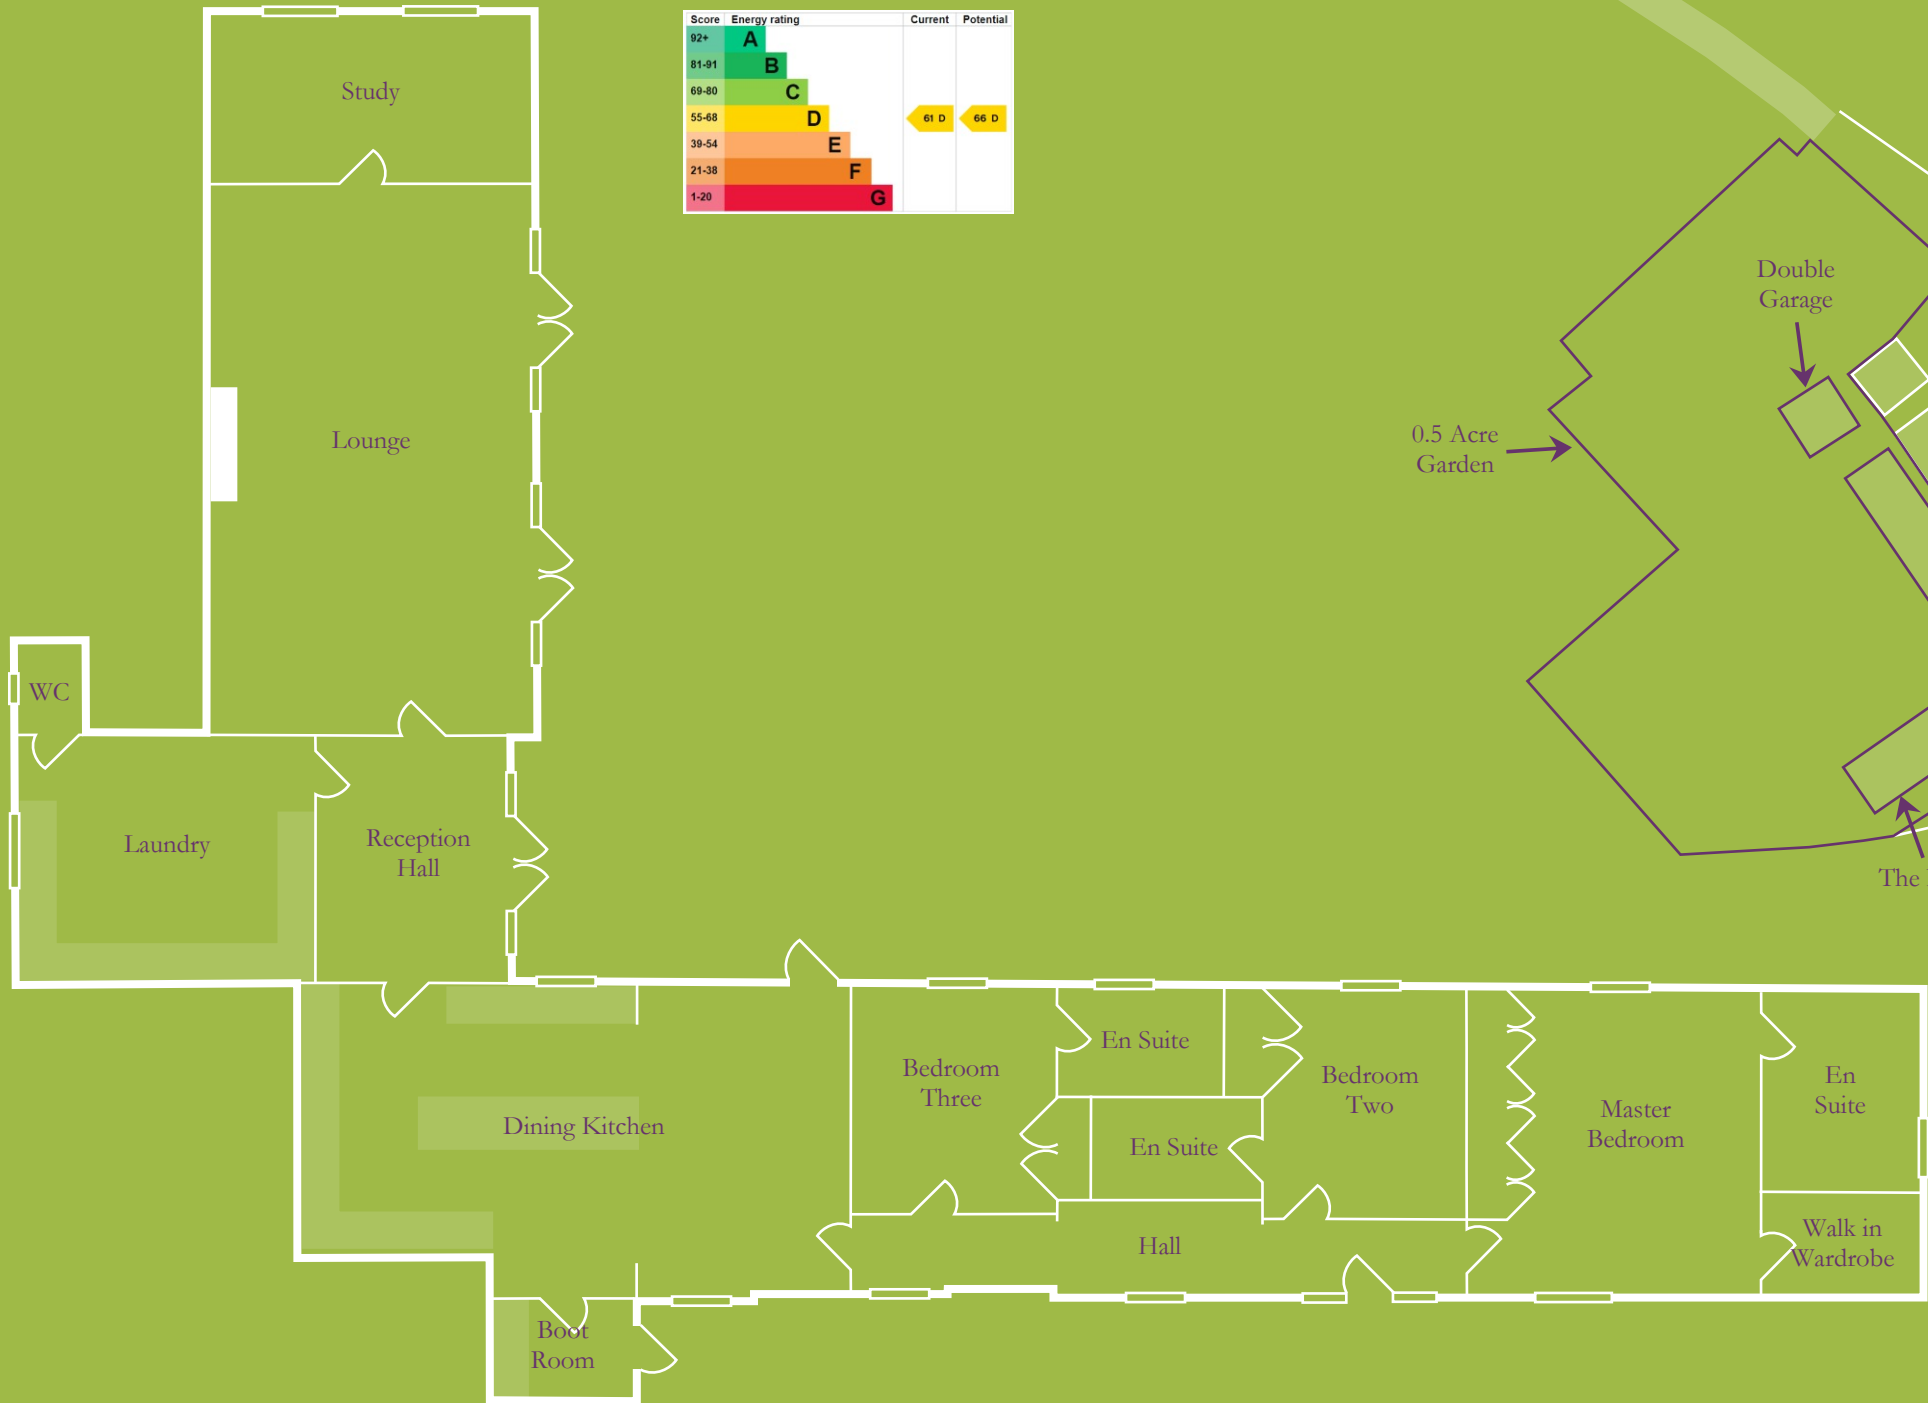 Score Energy rating Current Potential
92+ A
81-91 B
69-80 C
55-68 D 61 D 66 D
39-54 E
21-38 F
1-20 G
Study
Lounge
WC
Laundry
Reception
Hall
Dining Kitchen
Boot
Room
Bedroom
Three
En Suite
En Suite
Bedroom
Two
Hall
Master
Bedroom
En
Suite
Walk in
Wardrobe
Double
Garage
0.5 Acre
Garden
The